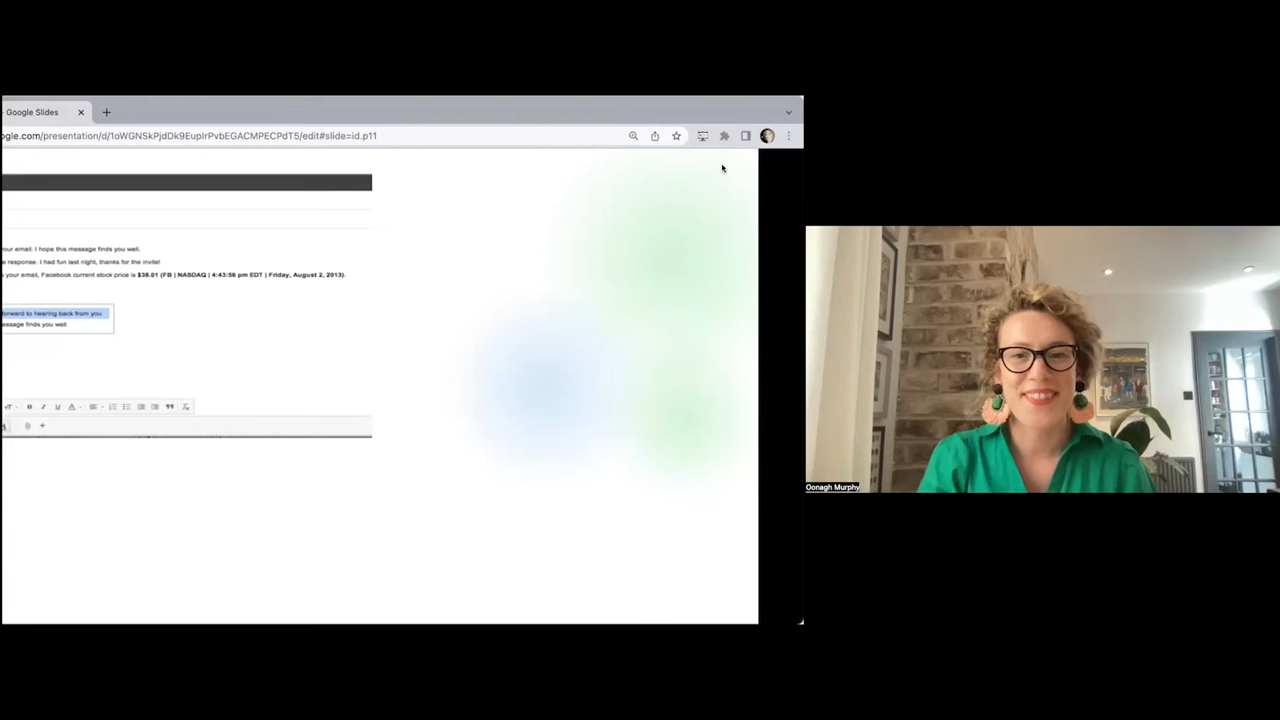 - Google Slides
ogle.com/presentation/d/1oWGNSkPjdDk9EupIrPvbEGACMPECPdT5/edit#slide=id.p11
our email. I hope this message finds you well.
e response. I had fun last night, thanks for the invite!
o your email, Facebook current stock price is $38.01 (FB | NASDAQ | 4:43:56 pm EDT | Friday, August 2, 2013).
forward to hearing back from you
essage finds you well
Oonagh Murphy